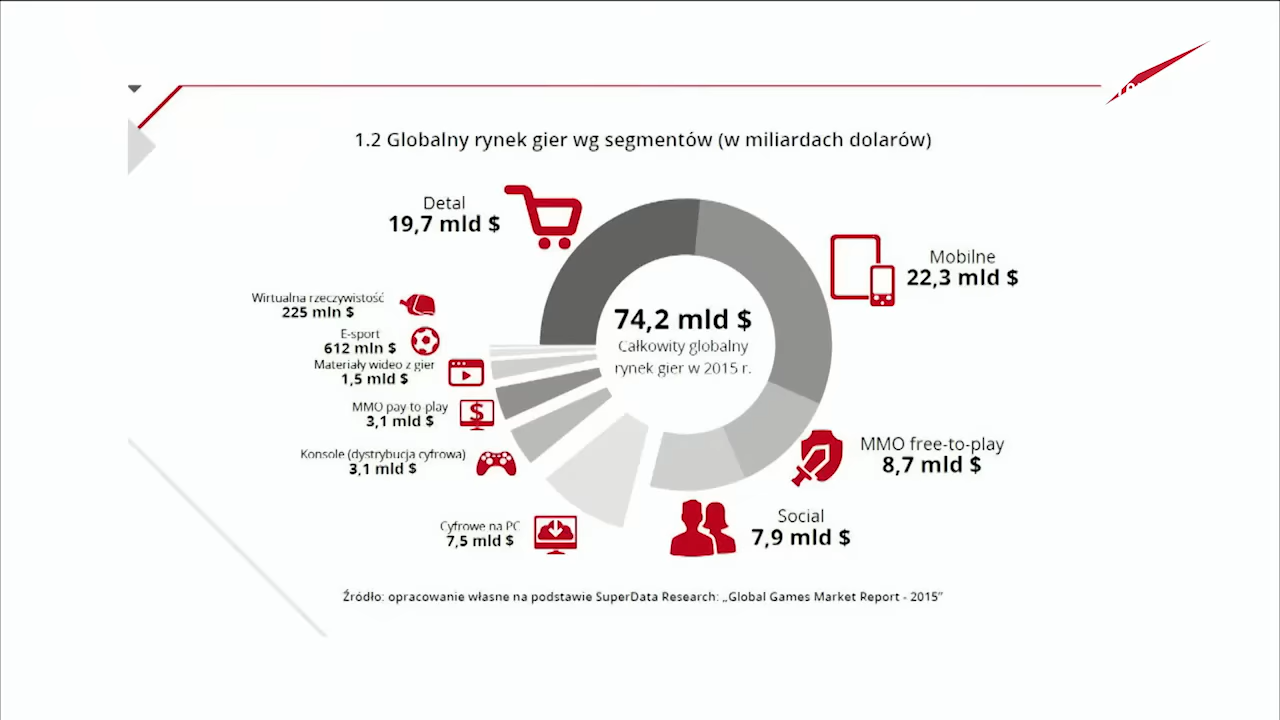 1.2 Globalny rynek gier wg segmentów (w miliardach dolarów)
Detal
19,7 mld $
Mobilne
22,3 mld $
Wirtualna rzeczywistość
225 mln $
E-sport
612 mln $
Materiały wideo z gier
1,5 mld $
MMO pay to play
3,1 mld $
Konsole (dystrybucja cyfrowa)
3,1 mld $
Cyfrowe na PC
7,5 mld $
74,2 mld $
Całkowity globalny
rynek gier w 2015 r.
MMO free-to-play
8,7 mld $
Social
7,9 mld $
Źródło: opracowanie własne na podstawie SuperData Research: „Global Games Market Report - 2015”